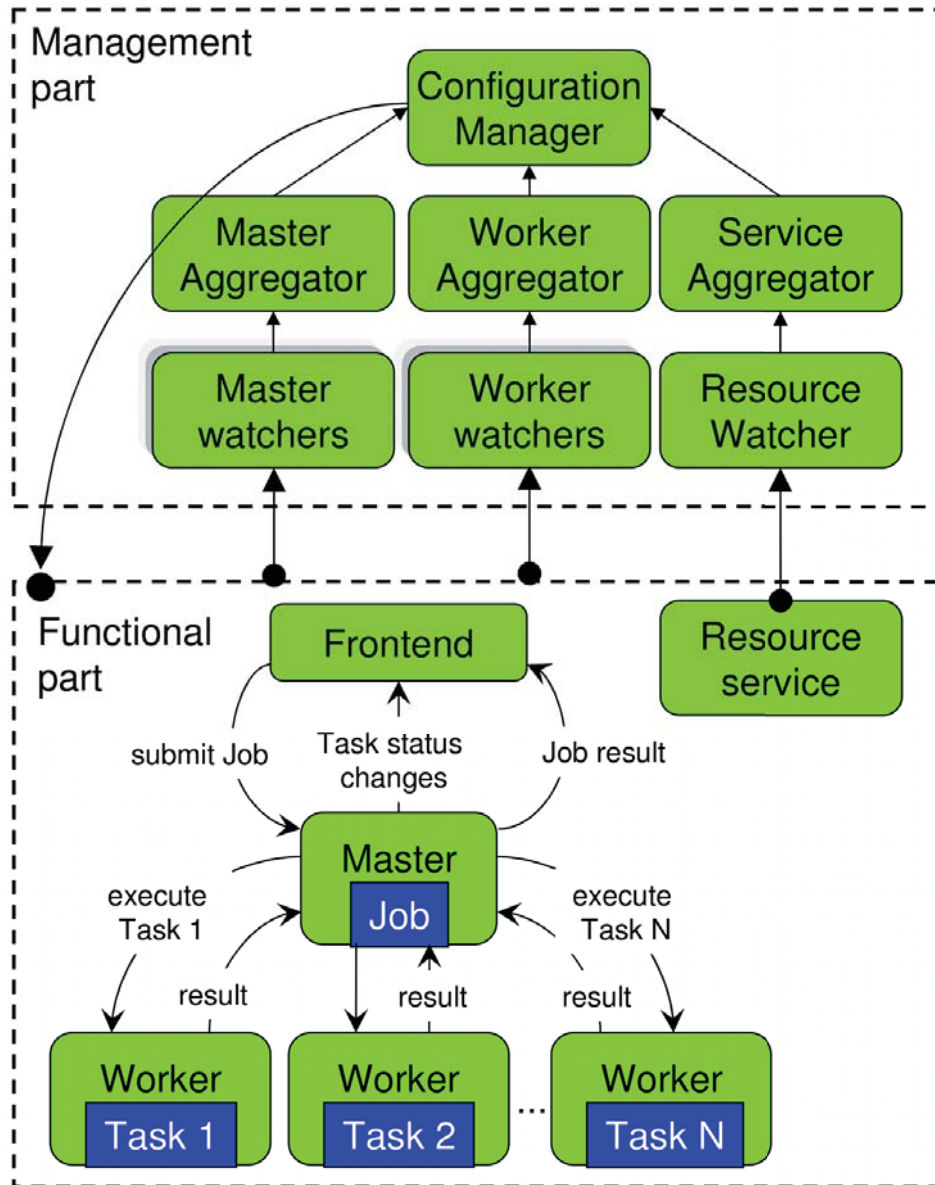 Management
part
Configuration
Manager
Master
Aggregator
Worker
Aggregator
Service
Aggregator
Master
watchers
Worker
watchers
Resource
Watcher
Functional
part
Frontend
Resource
service
submit Job
Task status
changes
Job result
Master
Job
execute
Task 1
execute
Task N
result
result
result
Worker
Task 1
Worker
Task 2
...
Worker
Task N